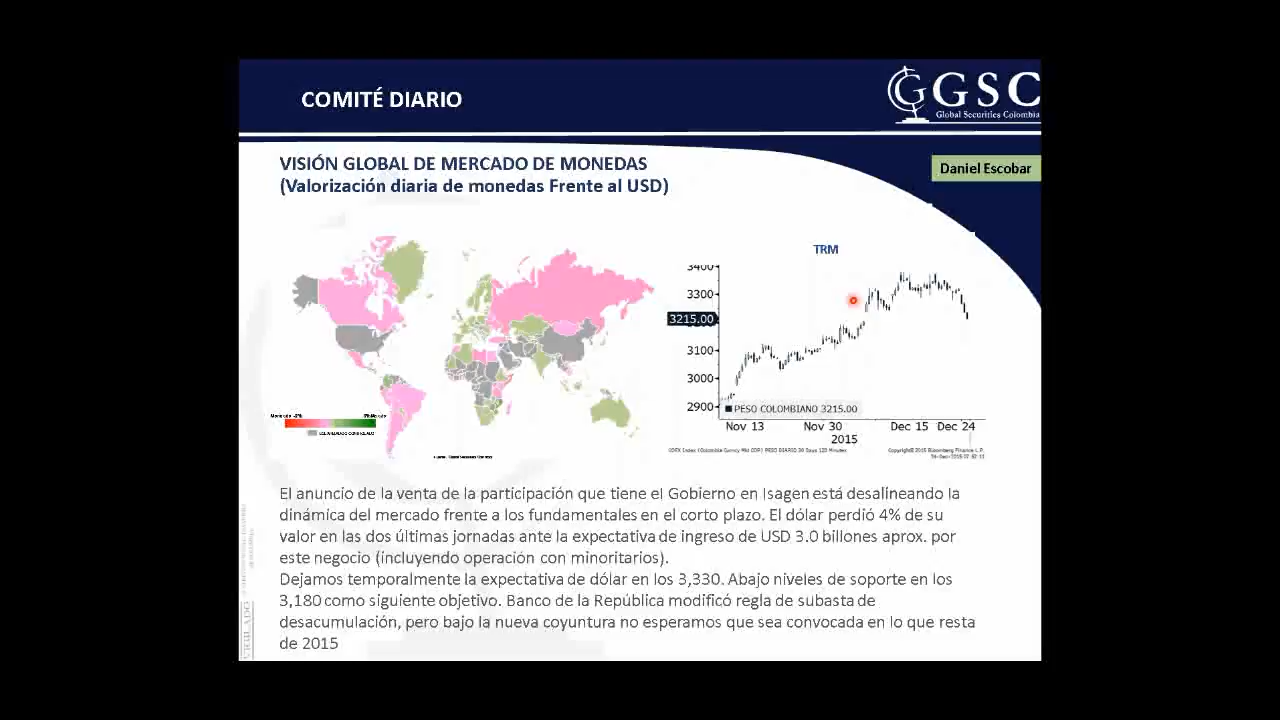 COMITÉ DIARIO
GGSC
Global Securities Colombia
VISIÓN GLOBAL DE MERCADO DE MONEDAS
(Valorización diaria de monedas Frente al USD)
Daniel Escobar
TRM
3400
3300
3215.00
3100
3000
2900
PESO COLOMBIANO 3215.00
Nov 13
Nov 30
Dec 15
Dec 24
2015
El anuncio de la venta de la participación que tiene el Gobierno en Isagen está desalineando la
dinámica del mercado frente a los fundamentales en el corto plazo. El dólar perdió 4% de su
valor en las dos últimas jornadas ante la expectativa de ingreso de USD 3.0 billones aprox. por
este negocio (incluyendo operación con minoritarios).
Dejamos temporalmente la expectativa de dólar en los 3,330. Abajo niveles de soporte en los
3,180 como siguiente objetivo. Banco de la República modificó regla de subasta de
desacumulación, pero bajo la nueva coyuntura no esperamos que sea convocada en lo que resta
de 2015
VIGILADO